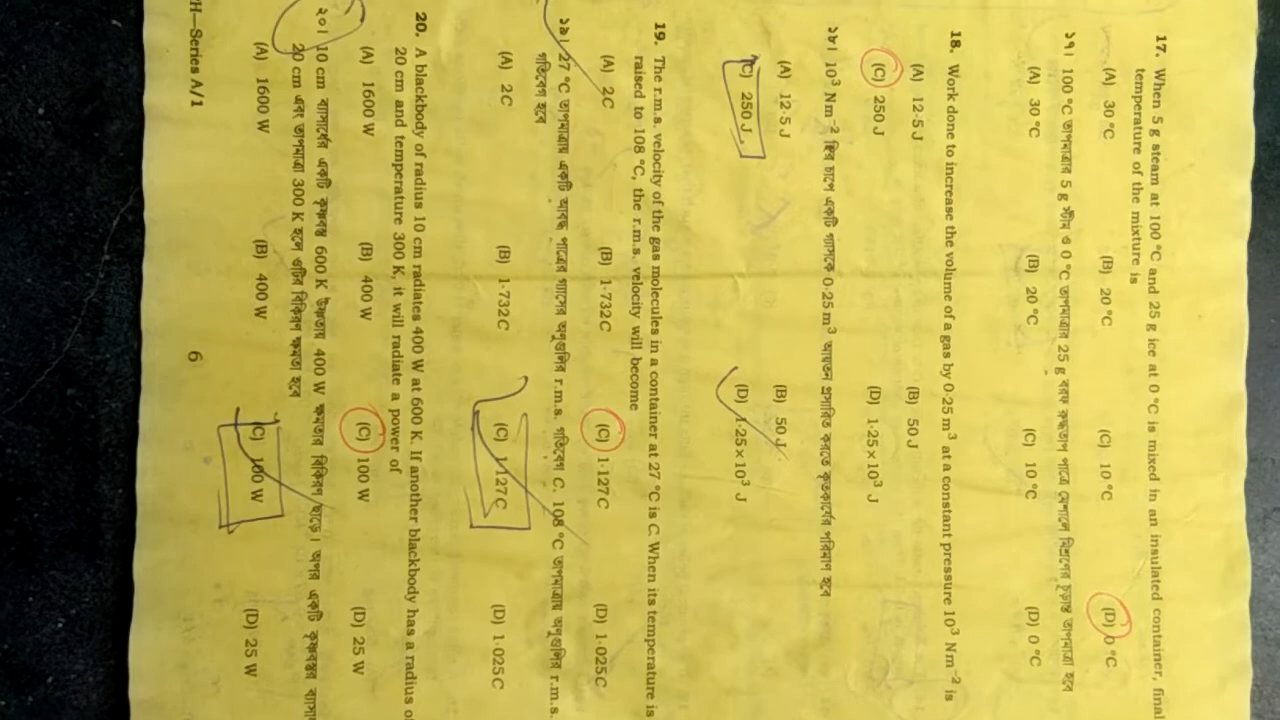 17. When 5 g steam at 100 °C and 25 g ice at 0 °C is mixed in an insulated container, final
temperature of the mixture is
(A) 30 °C (B) 20 °C (C) 10 °C (D) 0 °C
১৭। 100 °C তাপমাত্রার 5 g স্টীম ও 0 °C তাপমাত্রার 25 g বরফ রুদ্ধতাপ পাত্রে মেশালে মিশ্রণের চূড়ান্ত তাপমাত্রা হবে
(A) 30 °C (B) 20 °C (C) 10 °C (D) 0 °C
18. Work done to increase the volume of a gas by 0·25 m³ at a constant pressure 10³ Nm⁻² is
(A) 12·5 J (B) 50 J
(C) 250 J (D) 1·25×10³ J
১৮। 10³ Nm⁻² স্থির চাপে একটি গ্যাসকে 0·25 m³ আয়তন প্রসারিত করতে কৃতকার্যের পরিমাণ হবে
(A) 12·5 J (B) 50 J
(C) 250 J (D) 1·25×10³ J
19. The r.m.s. velocity of the gas molecules in a container at 27 °C is C. When its temperature is
raised to 108 °C, the r.m.s. velocity will become
(A) 2C (B) 1·732C (C) 1·127C (D) 1·025C
১৯। 27 °C তাপমাত্রায় একটি আবদ্ধ পাত্রের গ্যাসের অণুগুলির r.m.s. গতিবেগ C. 108 °C তাপমাত্রায় অণুগুলির r.m.s.
গতিবেগ হবে
(A) 2C (B) 1·732C (C) 1·127C (D) 1·025C
20. A blackbody of radius 10 cm radiates 400 W at 600 K. If another blackbody has a radius of
20 cm and temperature 300 K, it will radiate a power of
(A) 1600 W (B) 400 W (C) 100 W (D) 25 W
২০। 10 cm ব্যাসার্ধের একটি কৃষ্ণবস্তু 600 K উষ্ণতায় 400 W ক্ষমতার বিকিরণ ছাড়ে। অপর একটি কৃষ্ণবস্তুর
20 cm এবং তাপমাত্রা 300 K হলে ওটির বিকিরণ ক্ষমতা হবে
(A) 1600 W (B) 400 W (C) 100 W (D) 25 W
PH—Series A/1 6